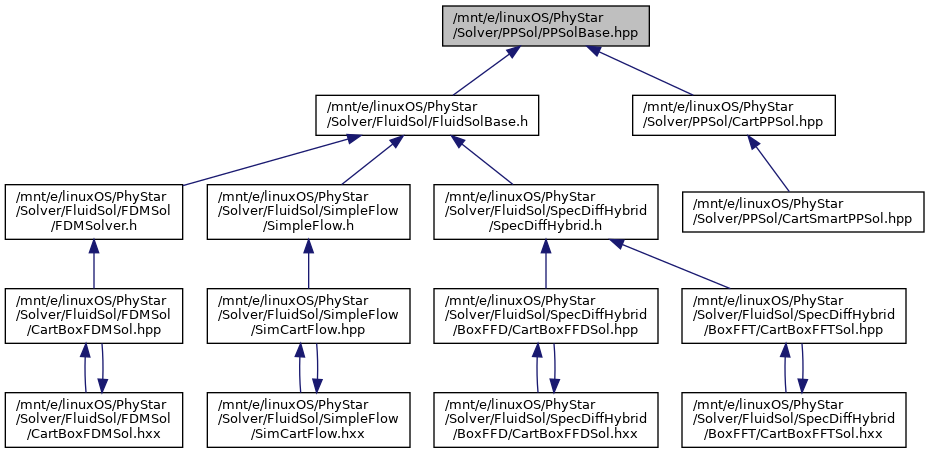 /mnt/e/linuxOS/PhyStar
/Solver/PPSol/PPSolBase.hpp
/mnt/e/linuxOS/PhyStar
/Solver/FluidSol/FluidSolBase.h
/mnt/e/linuxOS/PhyStar
/Solver/PPSol/CartPPSol.hpp
/mnt/e/linuxOS/PhyStar
/Solver/FluidSol/FDMSol
/FDMSolver.h
/mnt/e/linuxOS/PhyStar
/Solver/FluidSol/SimpleFlow
/SimpleFlow.h
/mnt/e/linuxOS/PhyStar
/Solver/FluidSol/SpecDiffHybrid
/SpecDiffHybrid.h
/mnt/e/linuxOS/PhyStar
/Solver/PPSol/CartSmartPPSol.hpp
/mnt/e/linuxOS/PhyStar
/Solver/FluidSol/FDMSol
/CartBoxFDMSol.hpp
/mnt/e/linuxOS/PhyStar
/Solver/FluidSol/SimpleFlow
/SimCartFlow.hpp
/mnt/e/linuxOS/PhyStar
/Solver/FluidSol/SpecDiffHybrid
/BoxFFD/CartBoxFFDSol.hpp
/mnt/e/linuxOS/PhyStar
/Solver/FluidSol/SpecDiffHybrid
/BoxFFT/CartBoxFFTSol.hpp
/mnt/e/linuxOS/PhyStar
/Solver/FluidSol/FDMSol
/CartBoxFDMSol.hxx
/mnt/e/linuxOS/PhyStar
/Solver/FluidSol/SimpleFlow
/SimCartFlow.hxx
/mnt/e/linuxOS/PhyStar
/Solver/FluidSol/SpecDiffHybrid
/BoxFFD/CartBoxFFDSol.hxx
/mnt/e/linuxOS/PhyStar
/Solver/FluidSol/SpecDiffHybrid
/BoxFFT/CartBoxFFTSol.hxx